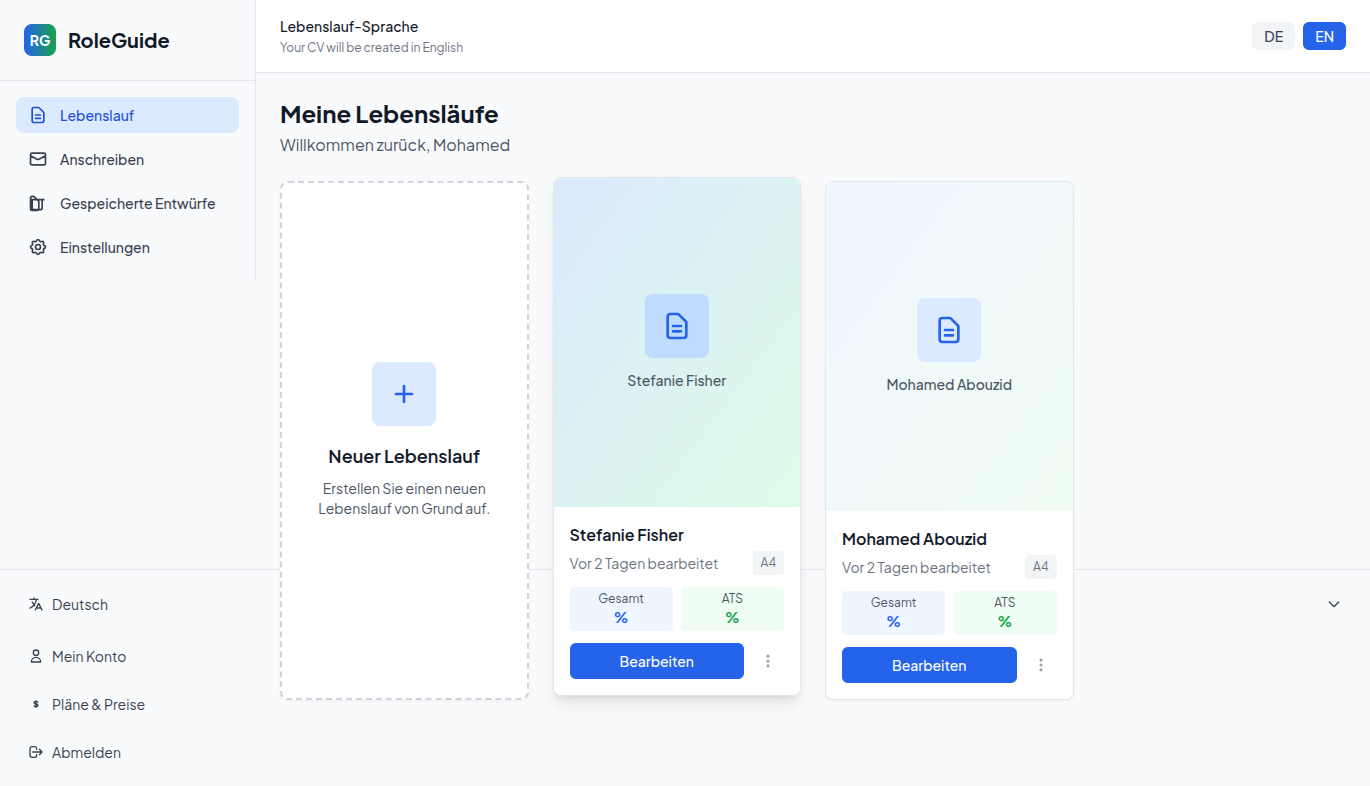 RG RoleGuide
Lebenslauf
Anschreiben
Gespeicherte Entwürfe
Einstellungen
Lebenslauf-Sprache
Your CV will be created in English
DE EN
Meine Lebensläufe
Willkommen zurück, Mohamed
Neuer Lebenslauf
Erstellen Sie einen neuen
Lebenslauf von Grund auf.
Stefanie Fisher
Stefanie Fisher
Vor 2 Tagen bearbeitet A4
Gesamt ATS
% %
Bearbeiten
Mohamed Abouzid
Mohamed Abouzid
Vor 2 Tagen bearbeitet A4
Gesamt ATS
% %
Bearbeiten
Deutsch
Mein Konto
$ Pläne & Preise
Abmelden